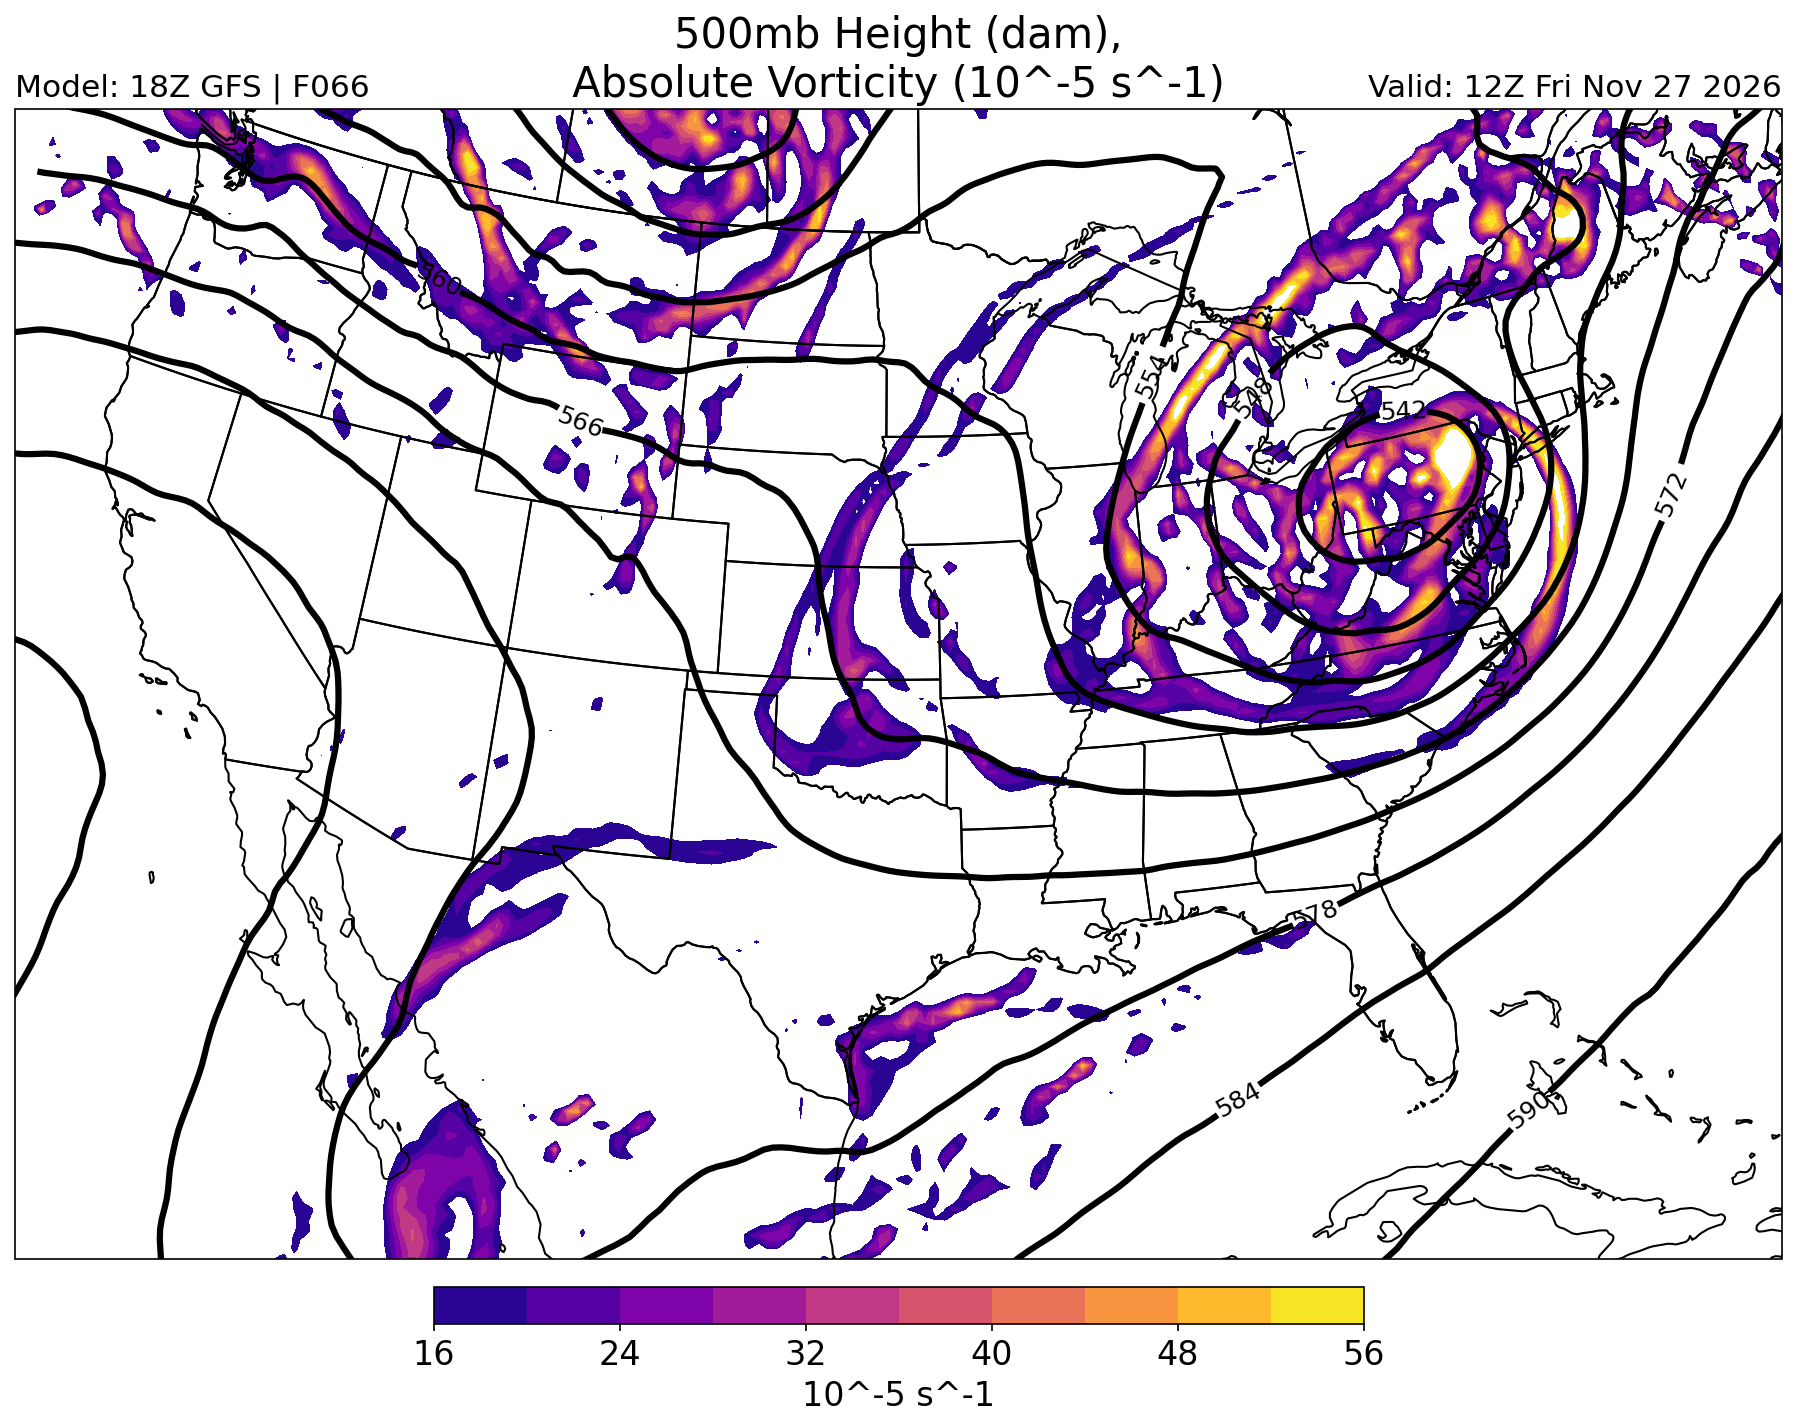 500mb Height (dam),
Absolute Vorticity (10^-5 s^-1)
Model: 18Z GFS | F066
Valid: 12Z Fri Nov 27 2026
560
566
554
548
542
572
578
584
590
16 24 32 40 48 56
10^-5 s^-1